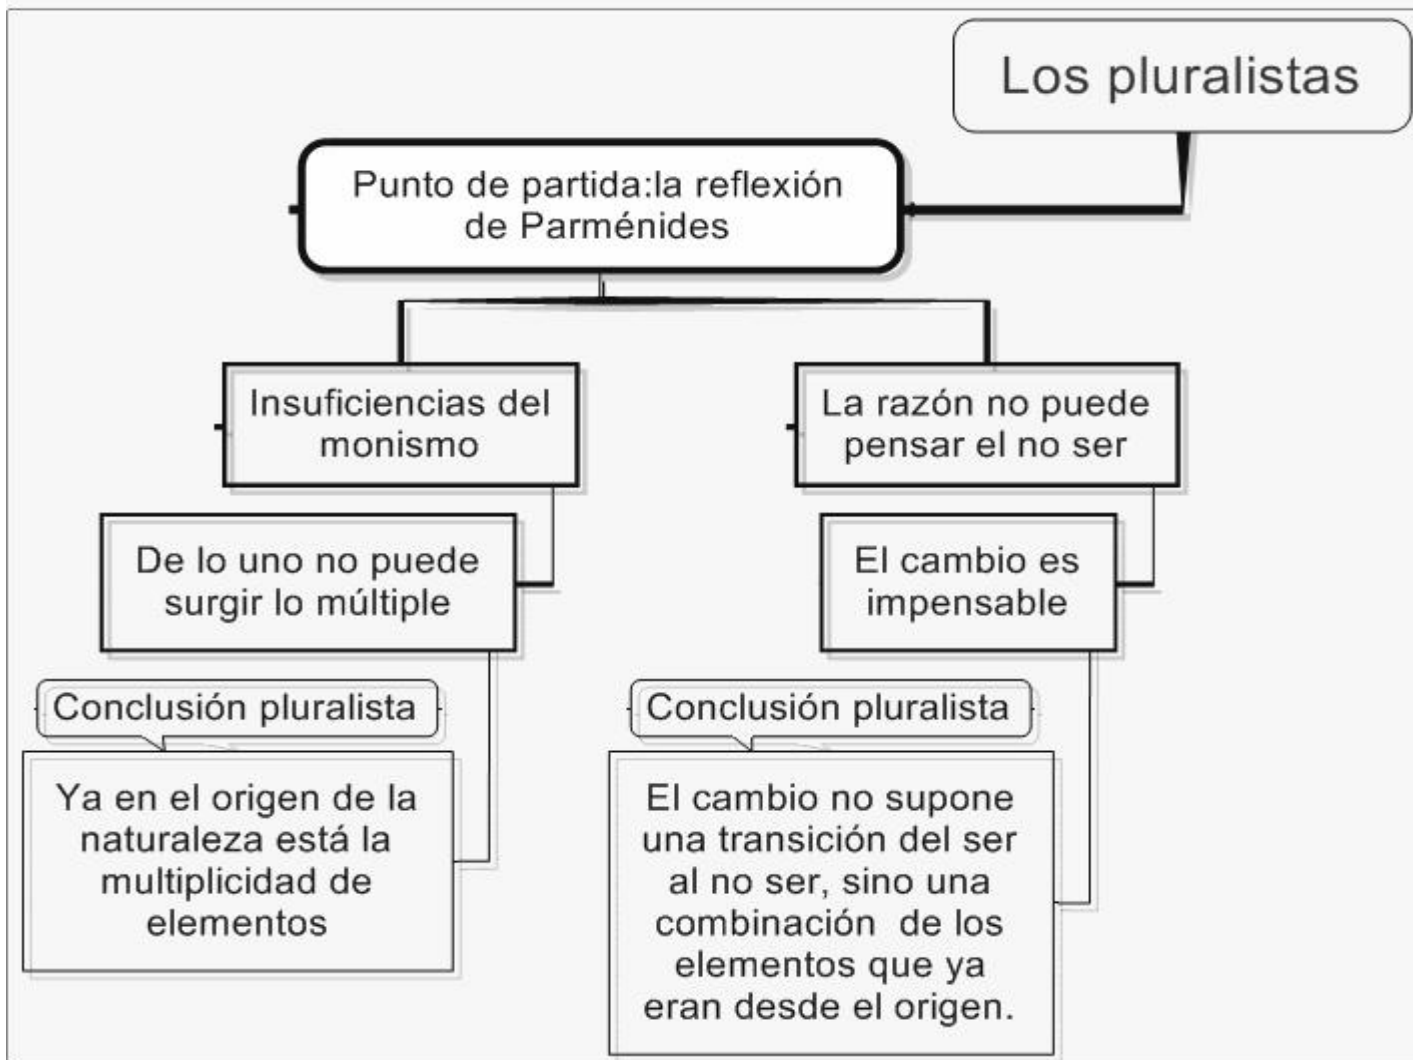 Los pluralistas
Punto de partida:la reflexión
de Parménides
Insuficiencias del
monismo
La razón no puede
pensar el no ser
De lo uno no puede
surgir lo múltiple
El cambio es
impensable
Conclusión pluralista
Ya en el origen de la
naturaleza está la
multiplicidad de
elementos
Conclusión pluralista
El cambio no supone
una transición del ser
al no ser, sino una
combinación  de los
elementos que ya
eran desde el origen.